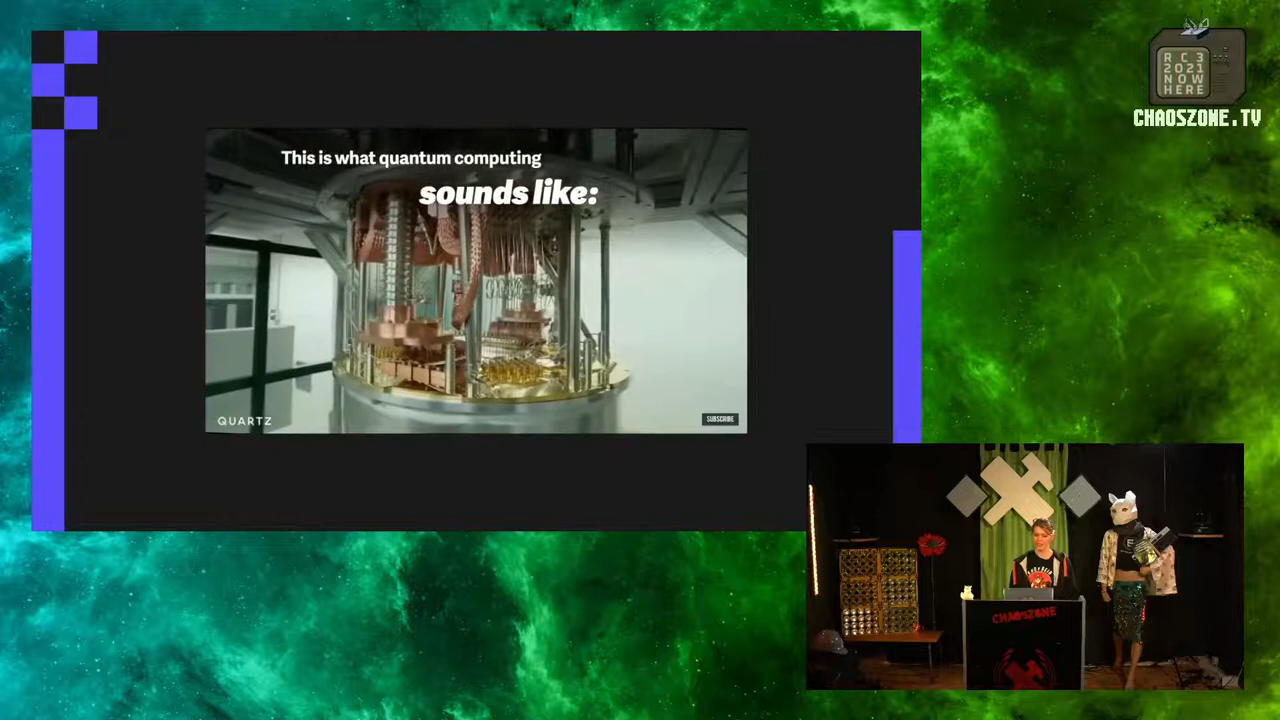 This is what quantum computing
sounds like:
QUARTZ
SUBSCRIBE
RC3
2021
NOW
HERE
CHAOSZONE.TV
CHAOSZONE